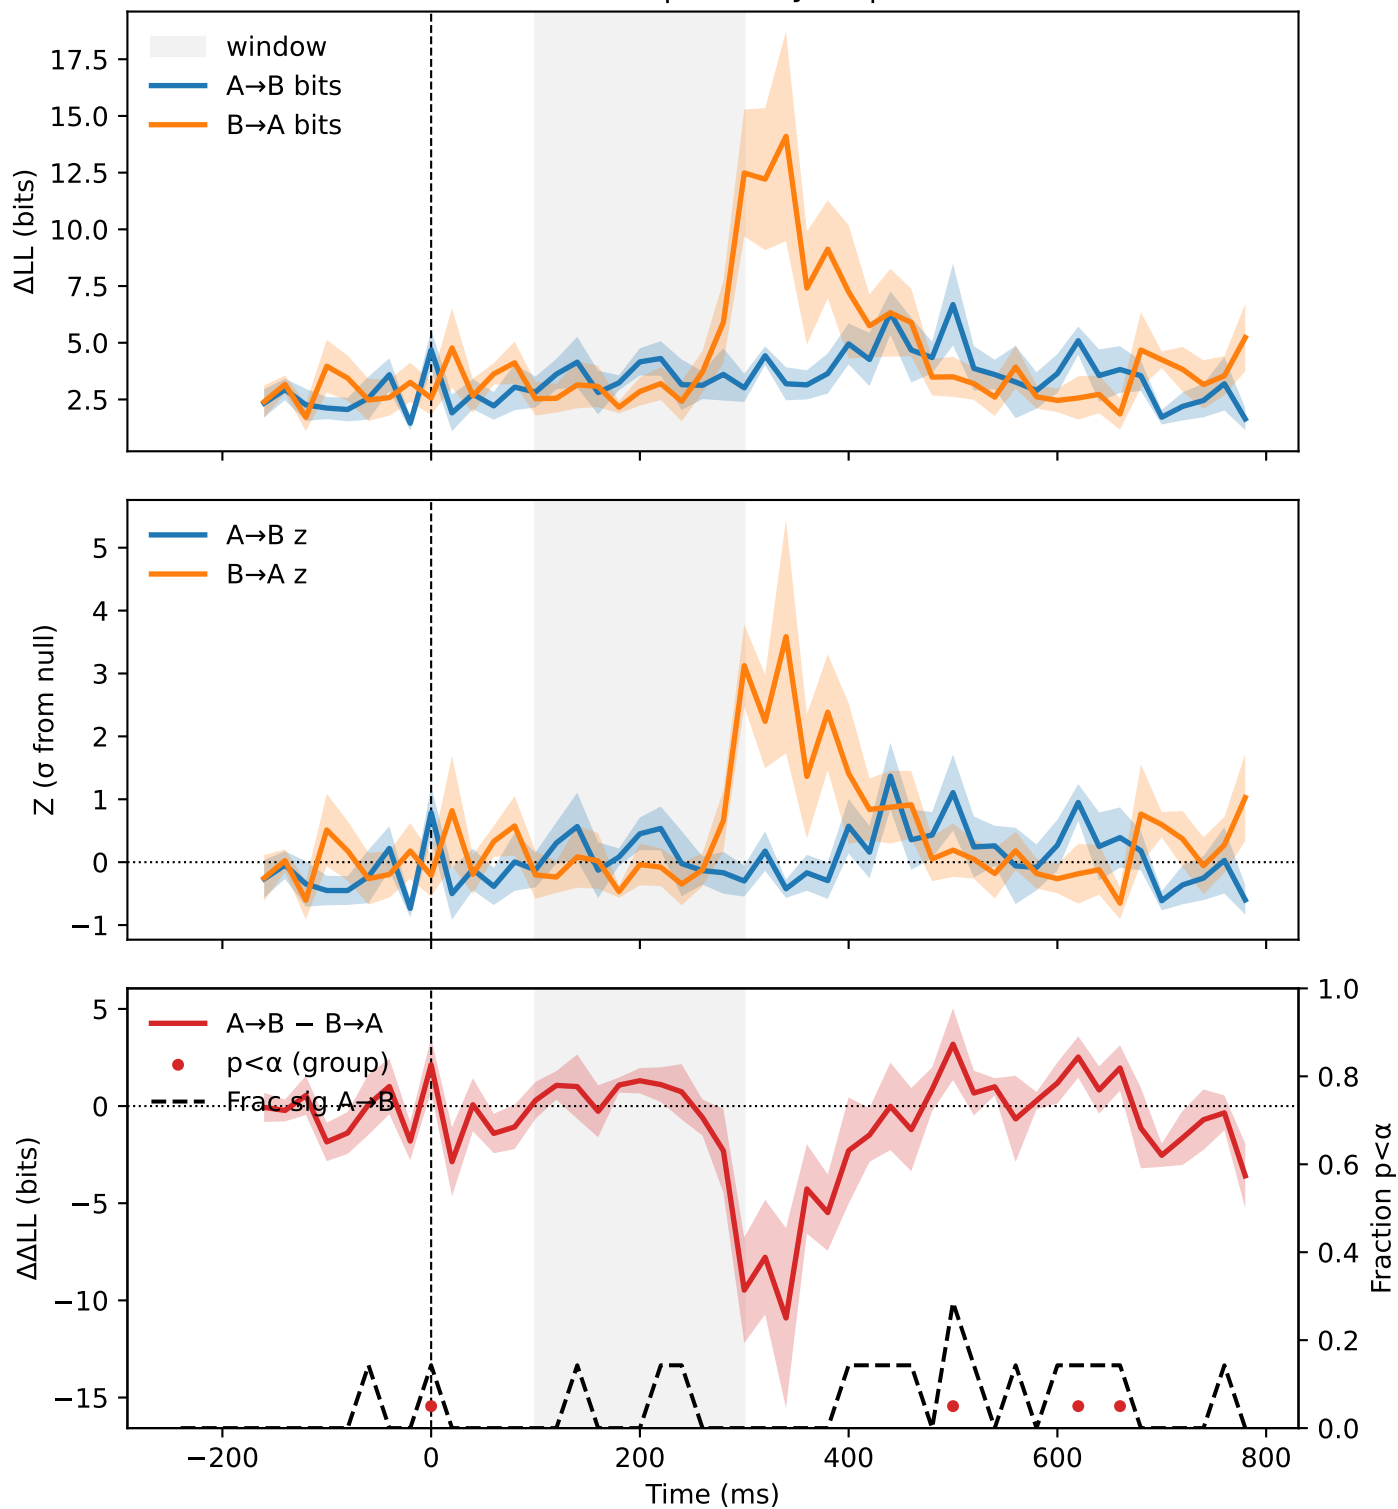 window
A→B bits
B→A bits
17.5
15.0
12.5
10.0
7.5
5.0
2.5
ΔLL (bits)
A→B z
B→A z
5
4
3
2
1
0
−1
Z (σ from null)
A→B − B→A
p<α (group)
Frac sig A→B
5
0
−5
−10
−15
ΔΔLL (bits)
1.0
0.8
0.6
0.4
0.2
0.0
Fraction p<α
−200 0 200 400 600 800
Time (ms)